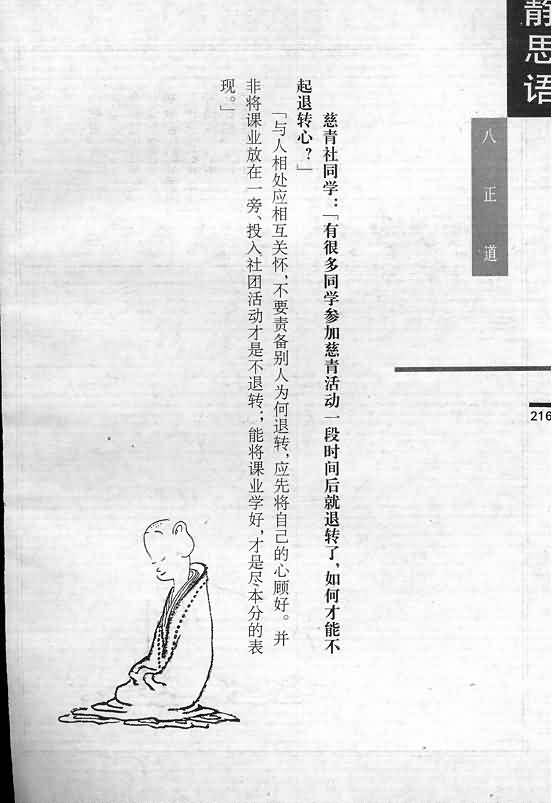 静思语
八正道
216
慈青社同学：「有很多同学参加慈青活动一段时间后就退转了，如何才能不
起退转心？」
「与人相处应相互关怀，不要责备别人为何退转，应先将自己的心顾好。并
非将课业放在一旁、投入社团活动才是不退转；能将课业学好，才是尽本分的表
现。」